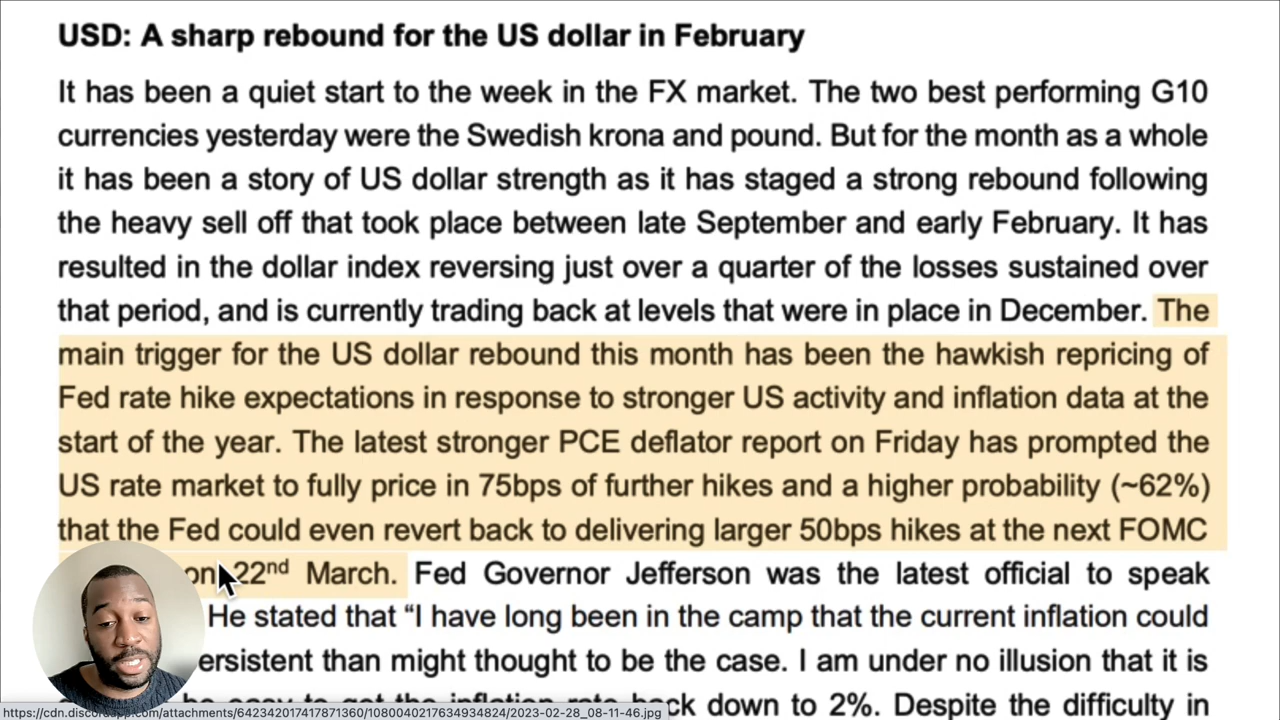 USD: A sharp rebound for the US dollar in February
It has been a quiet start to the week in the FX market. The two best performing G10
currencies yesterday were the Swedish krona and pound. But for the month as a whole
it has been a story of US dollar strength as it has staged a strong rebound following
the heavy sell off that took place between late September and early February. It has
resulted in the dollar index reversing just over a quarter of the losses sustained over
that period, and is currently trading back at levels that were in place in December. The
main trigger for the US dollar rebound this month has been the hawkish repricing of
Fed rate hike expectations in response to stronger US activity and inflation data at the
start of the year. The latest stronger PCE deflator report on Friday has prompted the
US rate market to fully price in 75bps of further hikes and a higher probability (~62%)
that the Fed could even revert back to delivering larger 50bps hikes at the next FOMC
on 22nd March. Fed Governor Jefferson was the latest official to speak
He stated that “I have long been in the camp that the current inflation could
ersistent than might thought to be the case. I am under no illusion that it is
be easy to get the inflation rate back down to 2%. Despite the difficulty in
https://cdn.discordapp.com/attachments/642342017417871360/1080040217634934824/2023-02-28_08-11-46.jpg